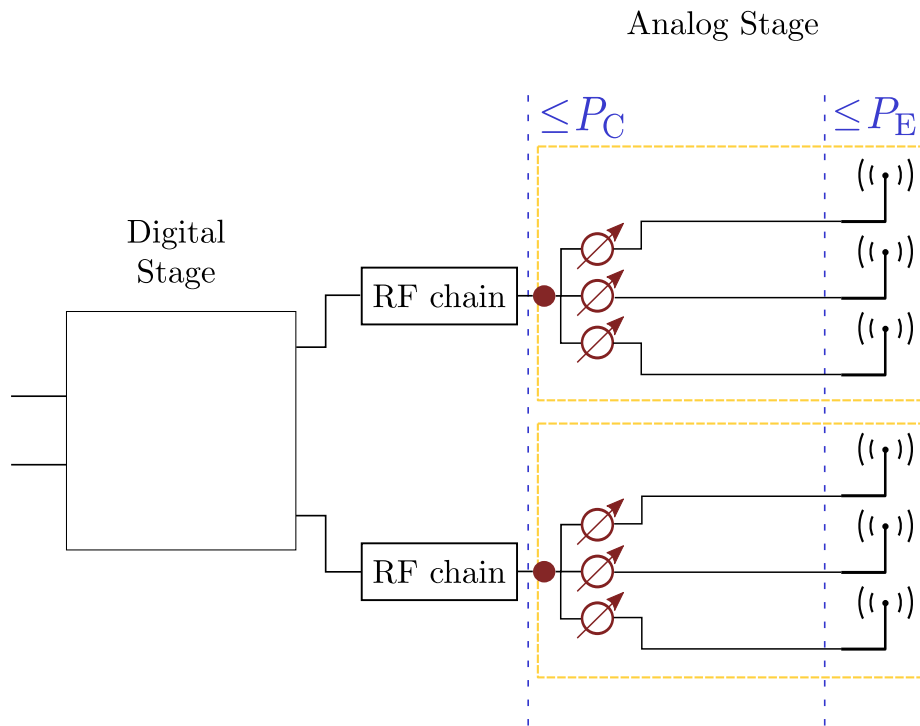 Analog Stage
≤P_C
≤P_E
Digital
Stage
RF chain
RF chain